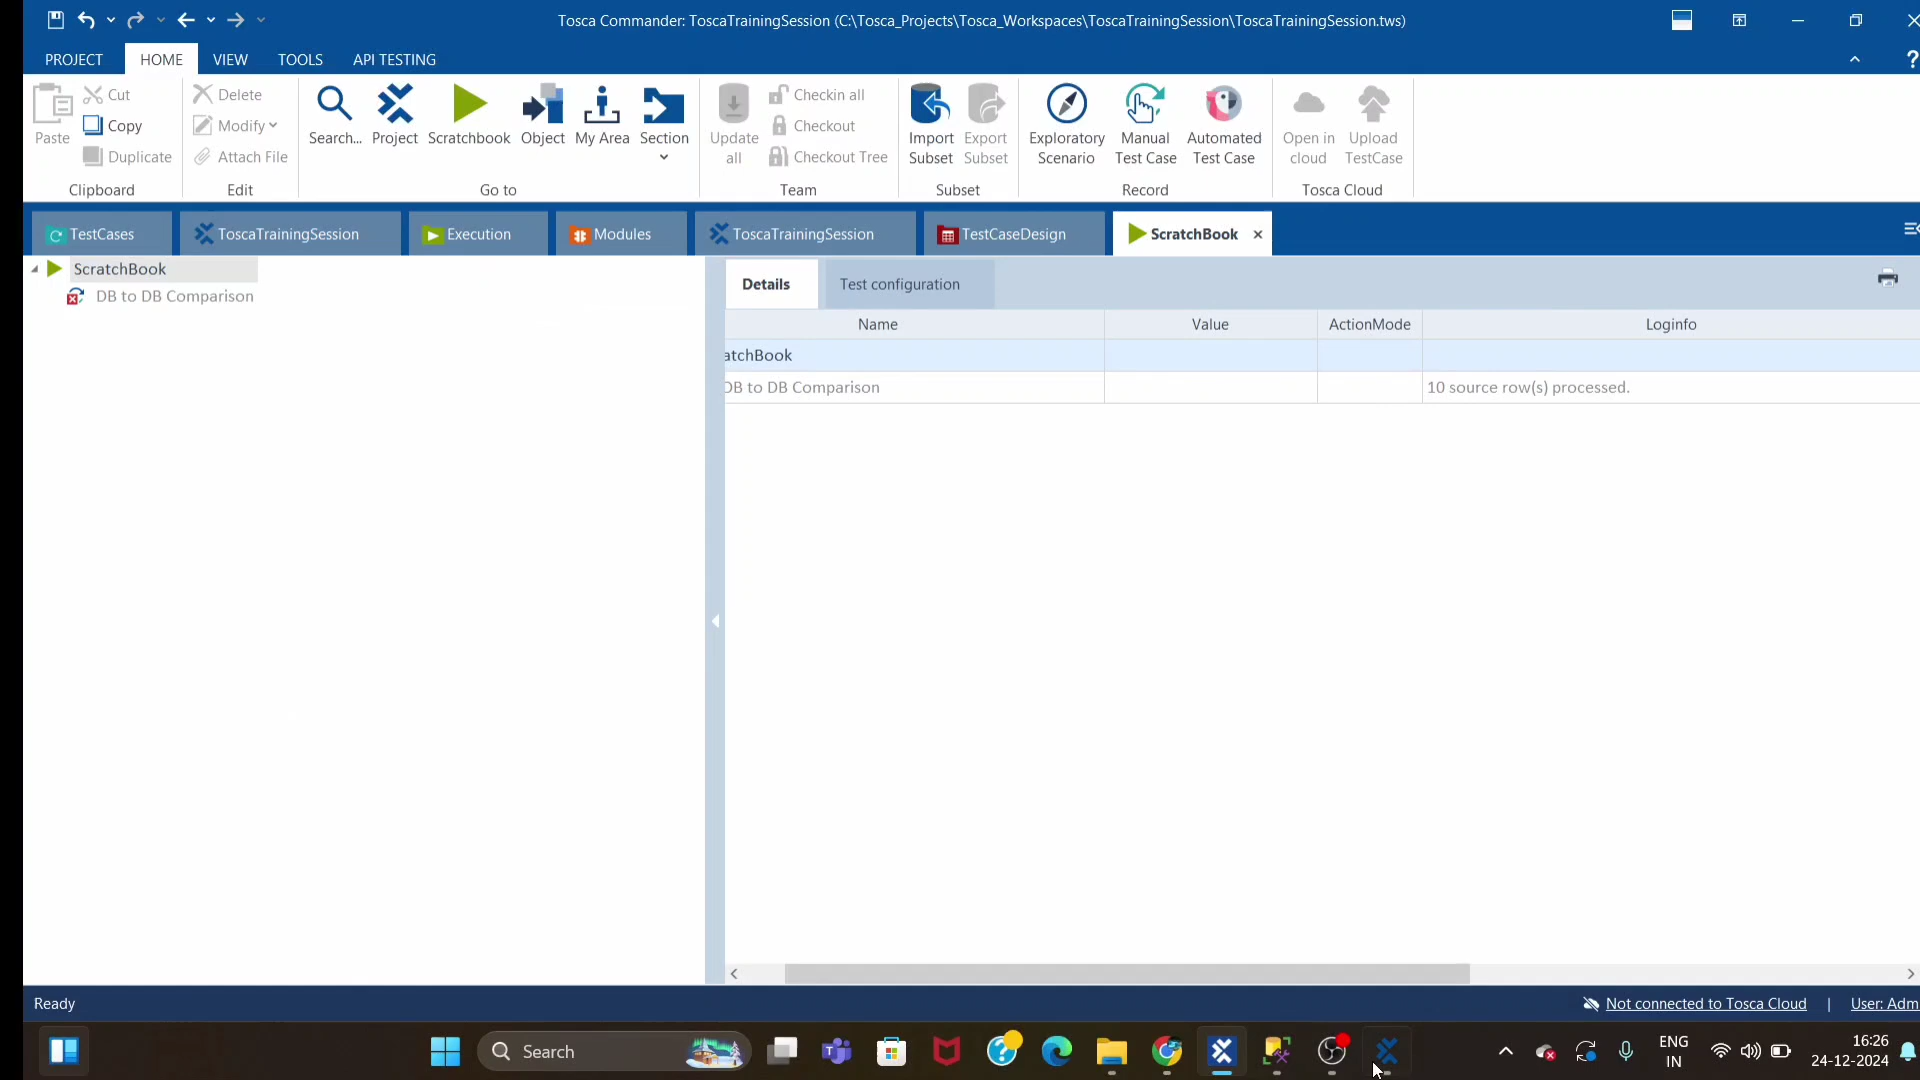 Tosca Commander: ToscaTrainingSession (C:\Tosca_Projects\Tosca_Workspaces\ToscaTrainingSession\ToscaTrainingSession.tws)
PROJECT HOME VIEW TOOLS API TESTING
Paste
Cut
Copy
Duplicate
Clipboard
Delete
Modify
Attach File
Edit
Search...
Project
Scratchbook
Object
My Area
Section
Go to
Update
all
Checkin all
Checkout
Checkout Tree
Team
Import
Subset
Export
Subset
Subset
Exploratory
Scenario
Manual
Test Case
Automated
Test Case
Record
Open in
cloud
Upload
TestCase
Tosca Cloud
TestCases ToscaTrainingSession Execution Modules ToscaTrainingSession TestCaseDesign ScratchBook
ScratchBook
DB to DB Comparison
Details Test configuration
Name Value ActionMode Loginfo
atchBook
DB to DB Comparison 10 source row(s) processed.
Ready Not connected to Tosca Cloud | User: Adm
Search
ENG
IN
16:26
24-12-2024